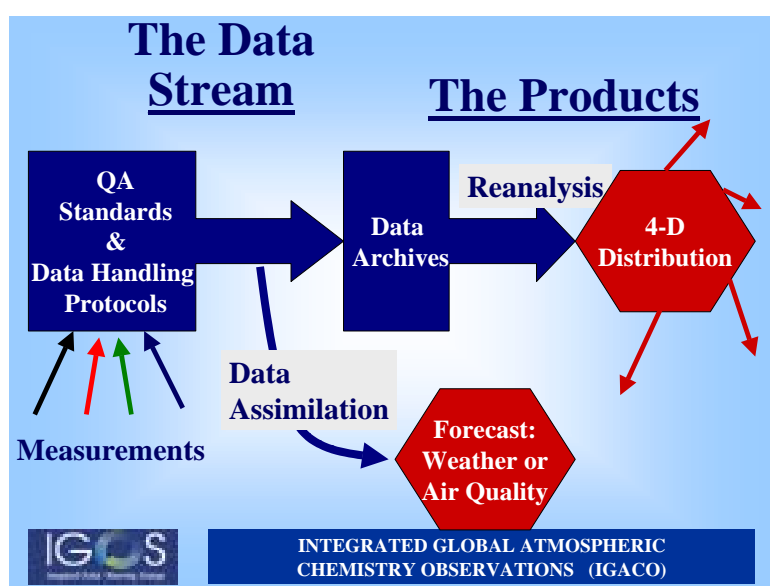 The Data
Stream
The Products
QA
Standards
&
Data Handling
Protocols
Data
Archives
Reanalysis
4-D
Distribution
Data
Assimilation
Measurements
Forecast:
Weather or
Air Quality
IGOS
INTEGRATED GLOBAL ATMOSPHERIC
CHEMISTRY OBSERVATIONS (IGACO)